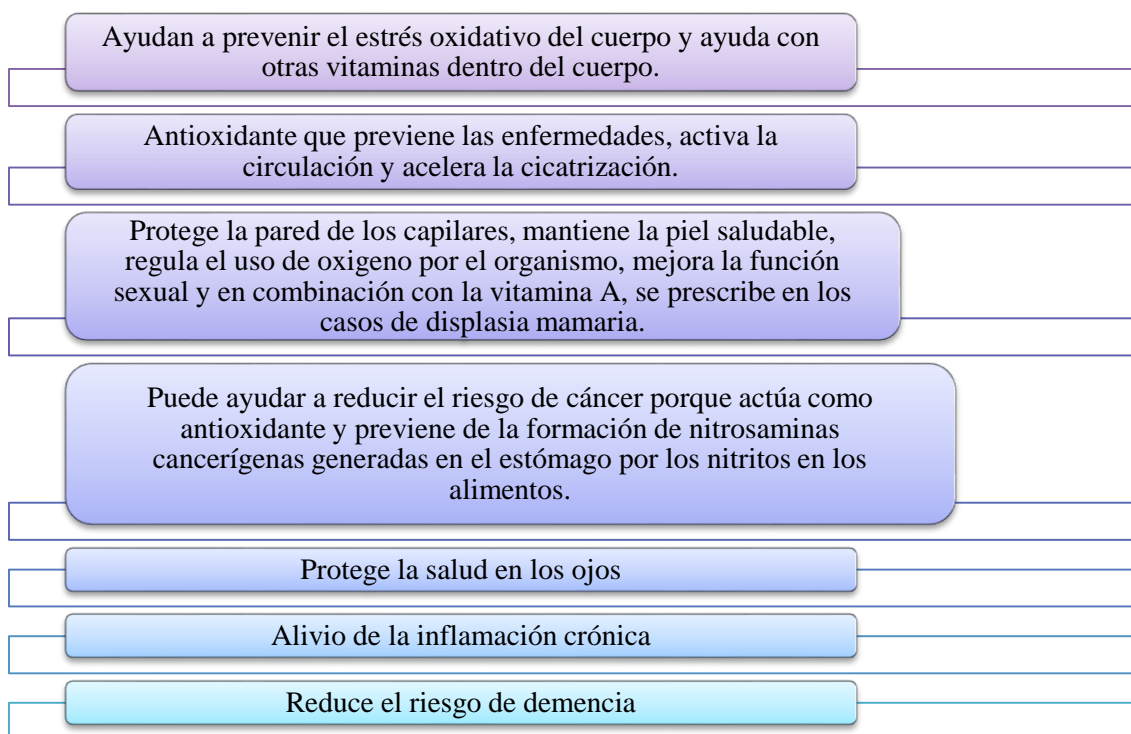 Ayudan a prevenir el estrés oxidativo del cuerpo y ayuda con
otras vitaminas dentro del cuerpo.
Antioxidante que previene las enfermedades, activa la
circulación y acelera la cicatrización.
Protege la pared de los capilares, mantiene la piel saludable,
regula el uso de oxigeno por el organismo, mejora la función
sexual y en combinación con la vitamina A, se prescribe en los
casos de displasia mamaria.
Puede ayudar a reducir el riesgo de cáncer porque actúa como
antioxidante y previene de la formación de nitrosaminas
cancerígenas generadas en el estómago por los nitritos en los
alimentos.
Protege la salud en los ojos
Alivio de la inflamación crónica
Reduce el riesgo de demencia